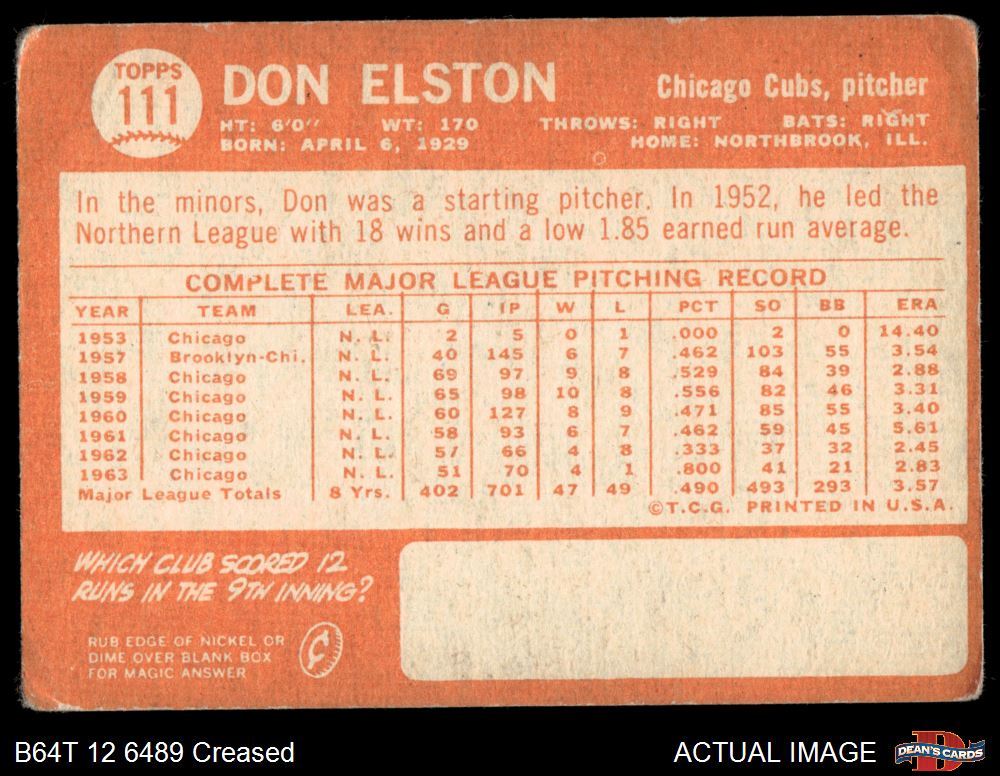 TOPPS
111
DON ELSTON
Chicago Cubs, pitcher
HT: 6'0" WT: 170 THROWS: RIGHT BATS: RIGHT
BORN: APRIL 6, 1929 HOME: NORTHBROOK, ILL.
In the minors, Don was a starting pitcher. In 1952, he led the
Northern League with 18 wins and a low 1.85 earned run average.
COMPLETE MAJOR LEAGUE PITCHING RECORD
YEAR TEAM LEA. G IP W L PCT SO BB ERA
1953 Chicago N. L. 2 5 0 1 .000 2 0 14.40
1957 Brooklyn-Chi. N. L. 40 145 6 7 .462 103 55 3.54
1958 Chicago N. L. 69 97 9 8 .529 84 39 2.88
1959 Chicago N. L. 65 98 10 8 .556 82 46 3.31
1960 Chicago N. L. 60 127 8 9 .471 85 55 3.40
1961 Chicago N. L. 58 93 6 7 .462 59 45 5.61
1962 Chicago N. L. 57 66 4 8 .333 37 32 2.45
1963 Chicago N. L. 51 70 4 1 .800 41 21 2.83
Major League Totals 8 Yrs. 402 701 47 49 .490 493 293 3.57
©T.C.G. PRINTED IN U.S.A.
WHICH CLUB SCORED 12
RUNS IN THE 9TH INNING?
RUB EDGE OF NICKEL OR
DIME OVER BLANK BOX
FOR MAGIC ANSWER
¢
B64T 12 6489 Creased
ACTUAL IMAGE
D
DEAN'S CARDS